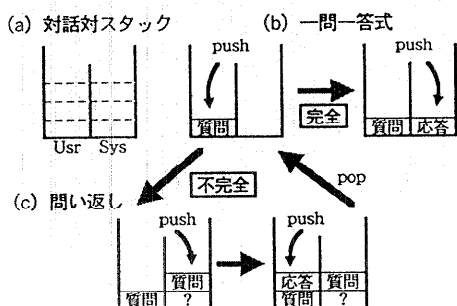 (a) 対話対スタック
(b) 一問一答式
push
push
質問
完全
質問 応答
Usr Sys
不完全
(c) 問い返し
pop
push
push
質問
応答 質問
質問 ?
質問 ?